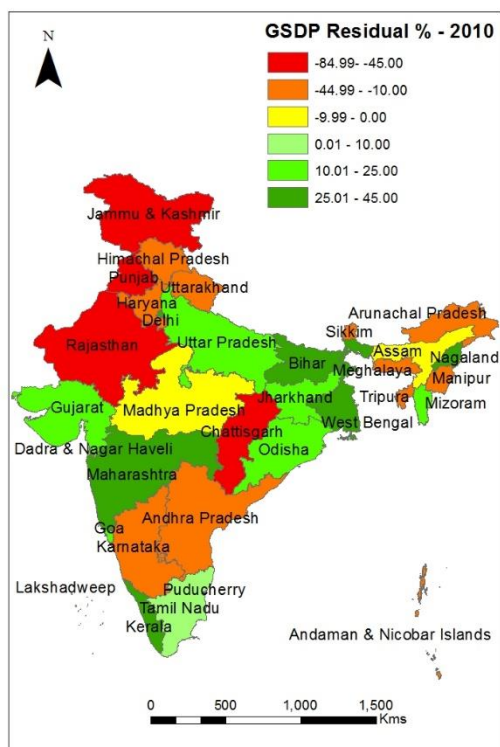 N
GSDP Residual % - 2010
-84.99- -45.00
-44.99 - -10.00
-9.99 - 0.00
0.01 - 10.00
10.01 - 25.00
25.01 - 45.00
Jammu & Kashmir
Himachal Pradesh
Punjab
Uttarakhand
Haryana
Delhi
Arunachal Pradesh
Sikkim
Rajasthan
Uttar Pradesh
Assam
Nagaland
Bihar
Meghalaya
Manipur
Gujarat
Jharkhand
Tripura
Mizoram
Madhya Pradesh
West Bengal
Chattisgarh
Dadra & Nagar Haveli
Odisha
Maharashtra
Andhra Pradesh
Goa
Karnataka
Lakshadweep
Puducherry
Tamil Nadu
Kerala
Andaman & Nicobar Islands
0 500 1,000 1,500
Kms